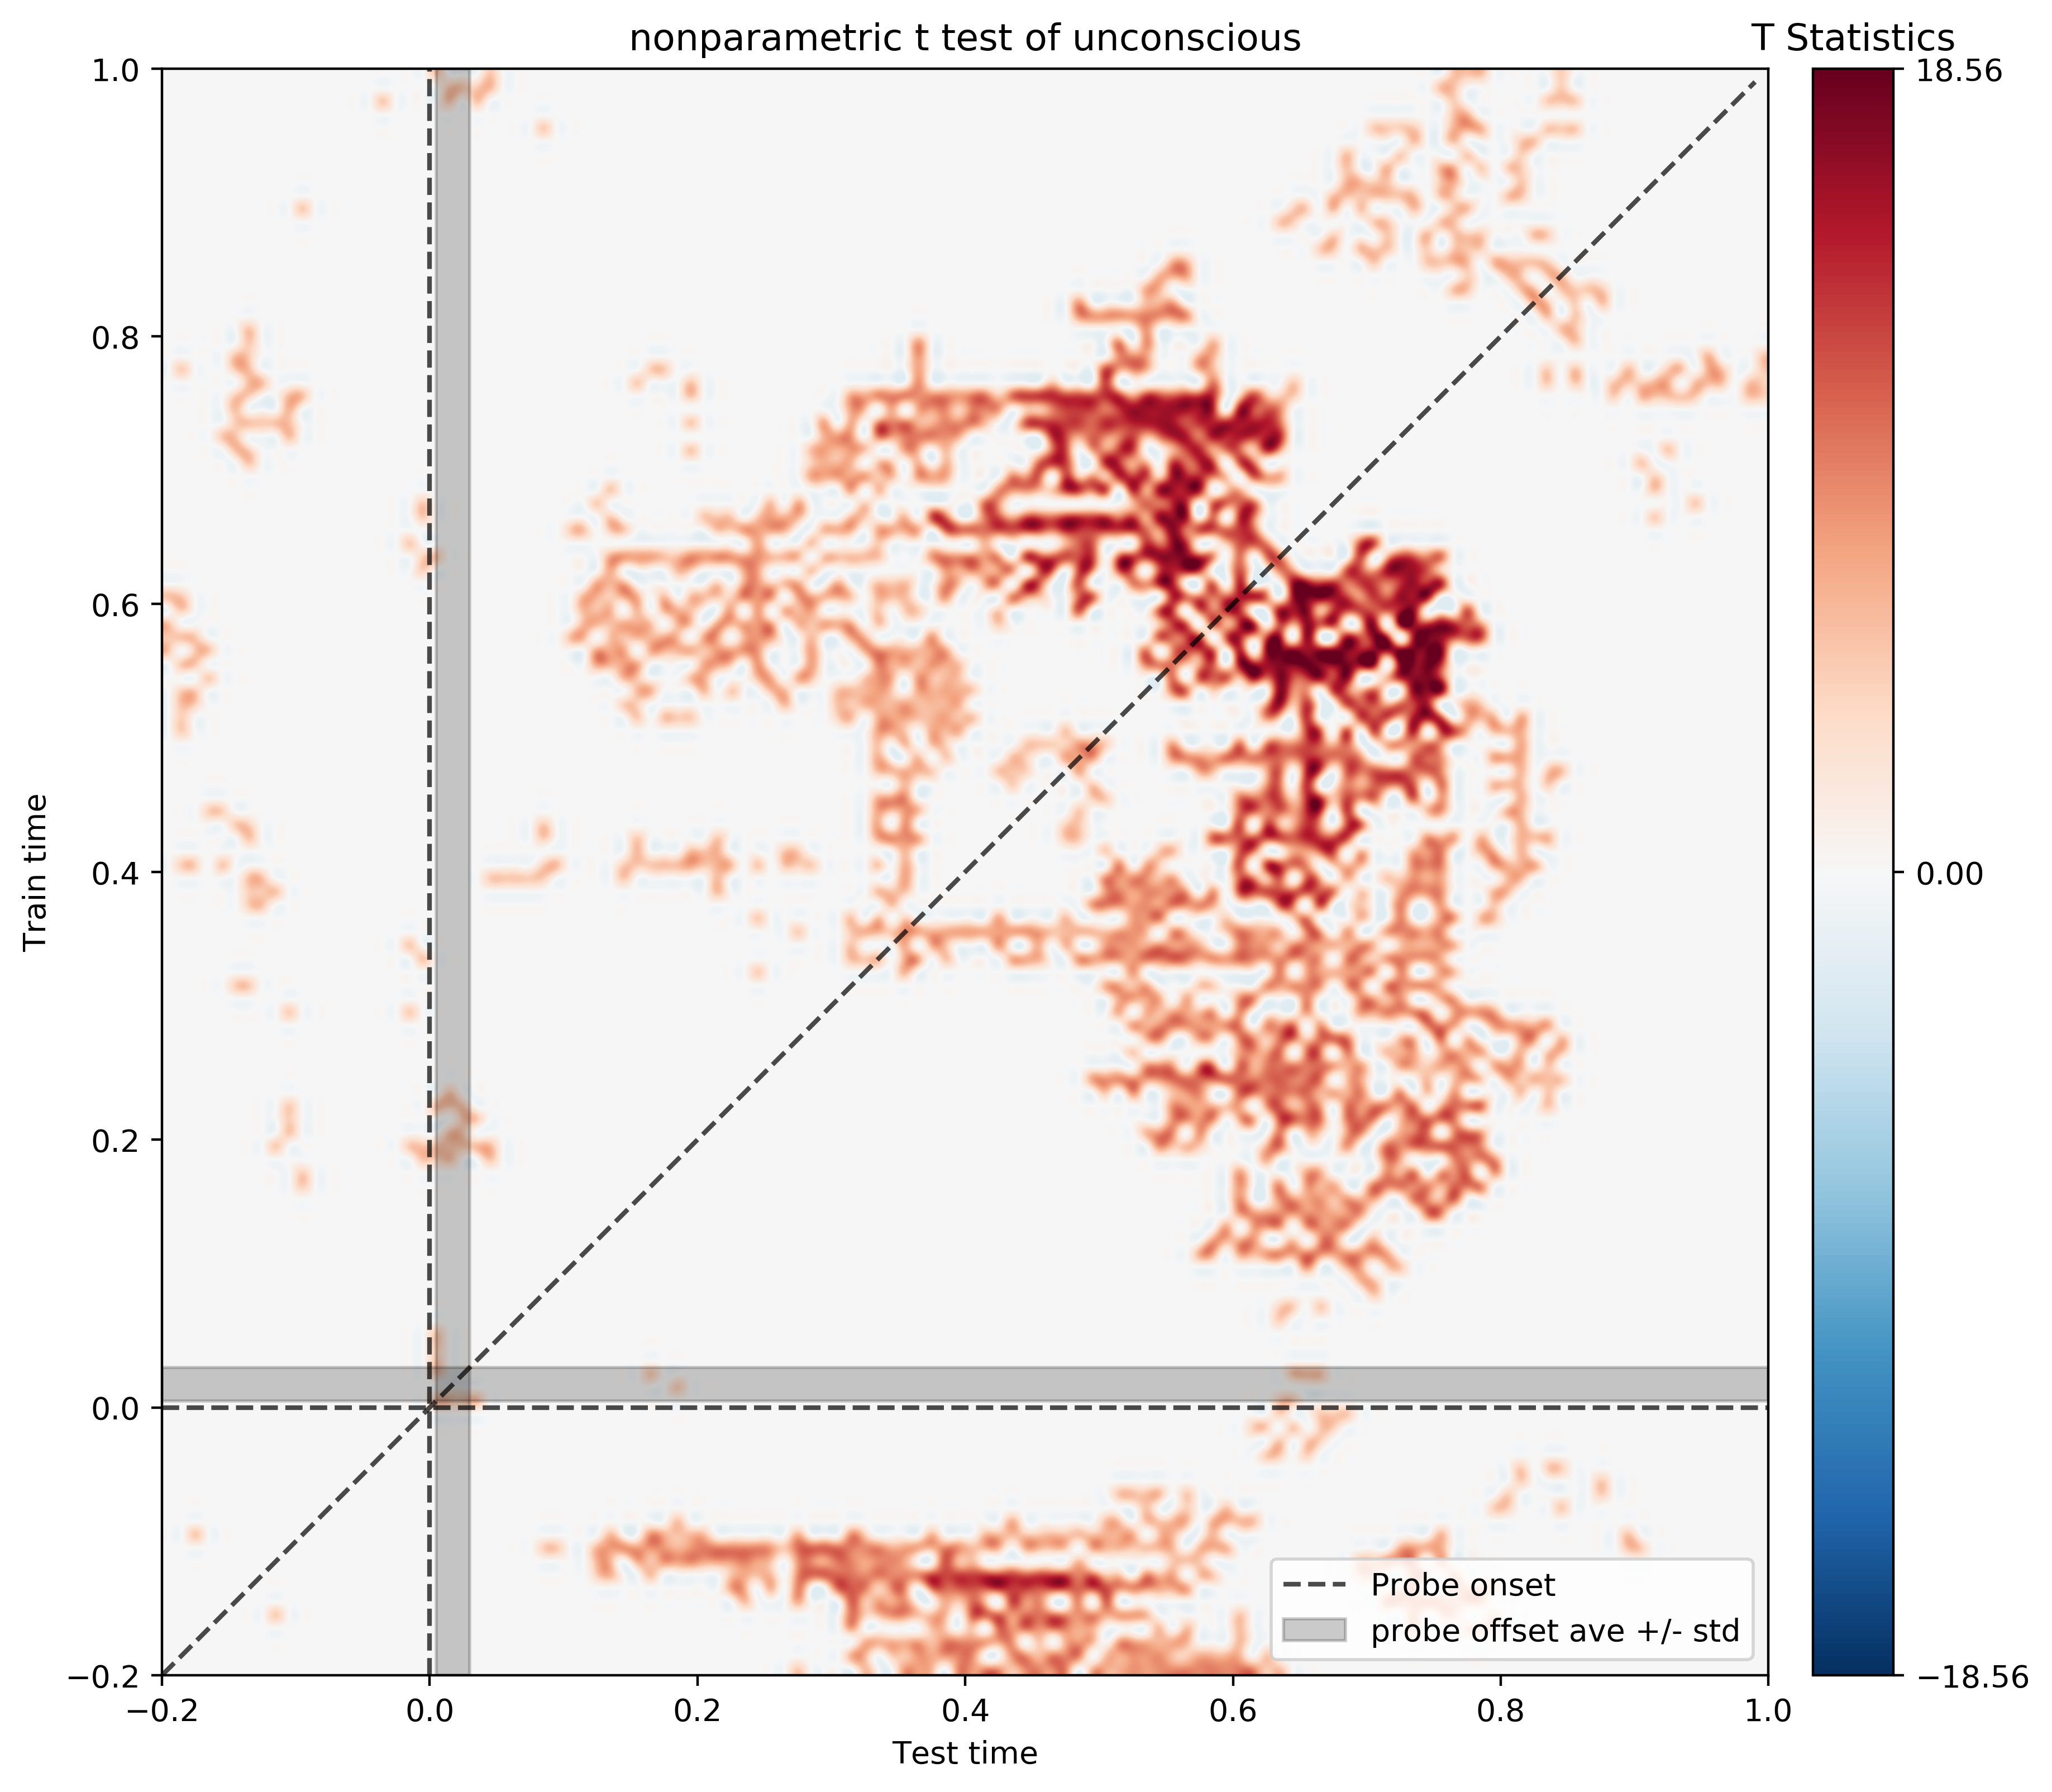 nonparametric t test of unconscious
T Statistics
18.56
0.00
−18.56
Train time
1.0
0.8
0.6
0.4
0.2
0.0
−0.2
Probe onset
probe offset ave +/- std
−0.2 0.0 0.2 0.4 0.6 0.8 1.0
Test time